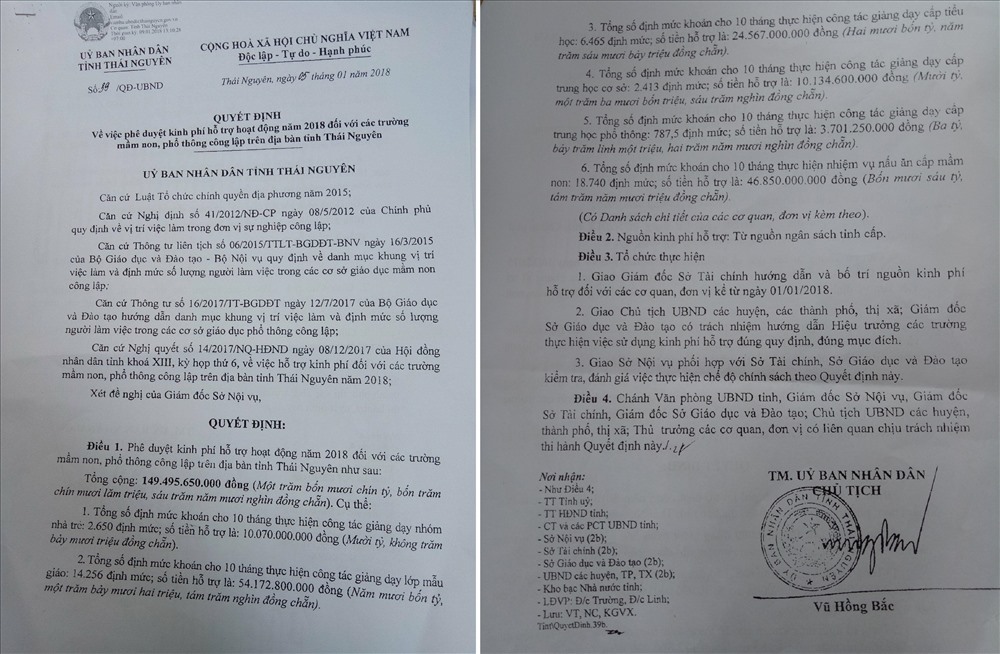 Người ký: Văn phòng Ủy ban nhân
Email:
Cơ quan: Tỉnh Thái Nguyên
ỦY BAN NHÂN DÂN
TỈNH THÁI NGUYÊN
CỘNG HOÀ XÃ HỘI CHỦ NGHĨA VIỆT NAM
Độc lập - Tự do - Hạnh phúc
Số /QĐ-UBND
Thái Nguyên, ngày 05 tháng 01 năm 2018
QUYẾT ĐỊNH
Về việc phê duyệt kinh phí hỗ trợ hoạt động năm 2018 đối với các trường
mầm non, phổ thông công lập trên địa bàn tỉnh Thái Nguyên
UỶ BAN NHÂN DÂN TỈNH THÁI NGUYÊN
Căn cứ Luật Tổ chức chính quyền địa phương năm 2015;
Căn cứ Nghị định số 41/2012/NĐ-CP ngày 08/5/2012 của Chính phủ
quy định về vị trí việc làm trong đơn vị sự nghiệp công lập;
Căn cứ Thông tư liên tịch số 06/2015/TTLT-BGDĐT-BNV ngày 16/3/2015
của Bộ Giáo dục và Đào tạo - Bộ Nội vụ quy định về danh mục khung vị trí
việc làm và định mức số lượng người làm việc trong các cơ sở giáo dục mầm non
công lập;
Căn cứ Thông tư số 16/2017/TT-BGDĐT ngày 12/7/2017 của Bộ Giáo dục
và Đào tạo hướng dẫn danh mục khung vị trí việc làm và định mức số lượng
người làm việc trong các cơ sở giáo dục phổ thông công lập;
Căn cứ Nghị quyết số 14/2017/NQ-HĐND ngày 08/12/2017 của Hội đồng
nhân dân tỉnh khoá XIII, kỳ họp thứ 6, về việc hỗ trợ kinh phí đối với các trường
mầm non, phổ thông công lập trên địa bàn tỉnh Thái Nguyên năm 2018;
Xét đề nghị của Giám đốc Sở Nội vụ,
QUYẾT ĐỊNH:
Điều 1. Phê duyệt kinh phí hỗ trợ hoạt động năm 2018 đối với các trường
mầm non, phổ thông công lập trên địa bàn tỉnh Thái Nguyên như sau:
Tổng cộng: 149.495.650.000 đồng (Một trăm bốn mươi chín tỷ, bốn trăm
chín mươi lăm triệu, sáu trăm năm mươi nghìn đồng chẵn). Cụ thể:
1. Tổng số định mức khoán cho 10 tháng thực hiện công tác giảng dạy nhóm
nhà trẻ: 2.650 định mức; số tiền hỗ trợ là: 10.070.000.000 đồng (Mười tỷ, không trăm
bảy mươi triệu đồng chẵn).
2. Tổng số định mức khoán cho 10 tháng thực hiện công tác giảng dạy lớp mẫu
giáo: 14.256 định mức; số tiền hỗ trợ là: 54.172.800.000 đồng (Năm mươi bốn tỷ,
một trăm bảy mươi hai triệu, tám trăm nghìn đồng chẵn).
3. Tổng số định mức khoán cho 10 tháng thực hiện công tác giảng dạy cấp tiểu
học: 6.465 định mức; số tiền hỗ trợ là: 24.567.000.000 đồng (Hai mươi bốn tỷ, năm
trăm sáu mươi bảy triệu đồng chẵn).
4. Tổng số định mức khoán cho 10 tháng thực hiện công tác giảng dạy cấp
trung học cơ sở: 2.413 định mức; số tiền hỗ trợ là: 10.134.600.000 đồng (Mười tỷ,
một trăm ba mươi bốn triệu, sáu trăm nghìn đồng chẵn).
5. Tổng số định mức khoán cho 10 tháng thực hiện công tác giảng dạy cấp
trung học phổ thông: 787,5 định mức; số tiền hỗ trợ là: 3.701.250.000 đồng (Ba tỷ,
bảy trăm linh một triệu, hai trăm năm mươi nghìn đồng chẵn).
6. Tổng số định mức khoán cho 10 tháng thực hiện nhiệm vụ nấu ăn cấp mầm
non: 18.740 định mức; số tiền hỗ trợ là: 46.850.000.000 đồng (Bốn mươi sáu tỷ,
tám trăm năm mươi triệu đồng chẵn).
(Có Danh sách chi tiết của các cơ quan, đơn vị kèm theo).
Điều 2. Nguồn kinh phí hỗ trợ: Từ nguồn ngân sách tỉnh cấp.
Điều 3. Tổ chức thực hiện
1. Giao Giám đốc Sở Tài chính hướng dẫn và bố trí nguồn kinh phí
hỗ trợ đối với các cơ quan, đơn vị kể từ ngày 01/01/2018.
2. Giao Chủ tịch UBND các huyện, các thành phố, thị xã; Giám đốc
Sở Giáo dục và Đào tạo có trách nhiệm hướng dẫn Hiệu trưởng các trường
thực hiện việc sử dụng kinh phí hỗ trợ đúng quy định, đúng mục đích.
3. Giao Sở Nội vụ phối hợp với Sở Tài chính, Sở Giáo dục và Đào tạo
kiểm tra, đánh giá việc thực hiện chế độ chính sách theo Quyết định này.
Điều 4. Chánh Văn phòng UBND tỉnh, Giám đốc Sở Nội vụ, Giám đốc
Sở Tài chính, Giám đốc Sở Giáo dục và Đào tạo; Chủ tịch UBND các huyện,
thành phố, thị xã; Thủ trưởng các cơ quan, đơn vị có liên quan chịu trách nhiệm
thi hành Quyết định này./.
Nơi nhận:
- Như Điều 4;
- TT Tỉnh uỷ;
- TT HĐND tỉnh;
- CT và các PCT UBND tỉnh;
- Sở Nội vụ (2b);
- Sở Tài chính (2b);
- Sở Giáo dục và Đào tạo (2b);
- UBND các huyện, TP, TX (2b);
- Kho bạc Nhà nước tỉnh;
- LĐVP: Đ/c Trường, Đ/c Linh;
- Lưu: VT, NC, KGVX.
Tint\QuyetDinh.39b.
TM. UỶ BAN NHÂN DÂN
CHỦ TỊCH
Vũ Hồng Bắc